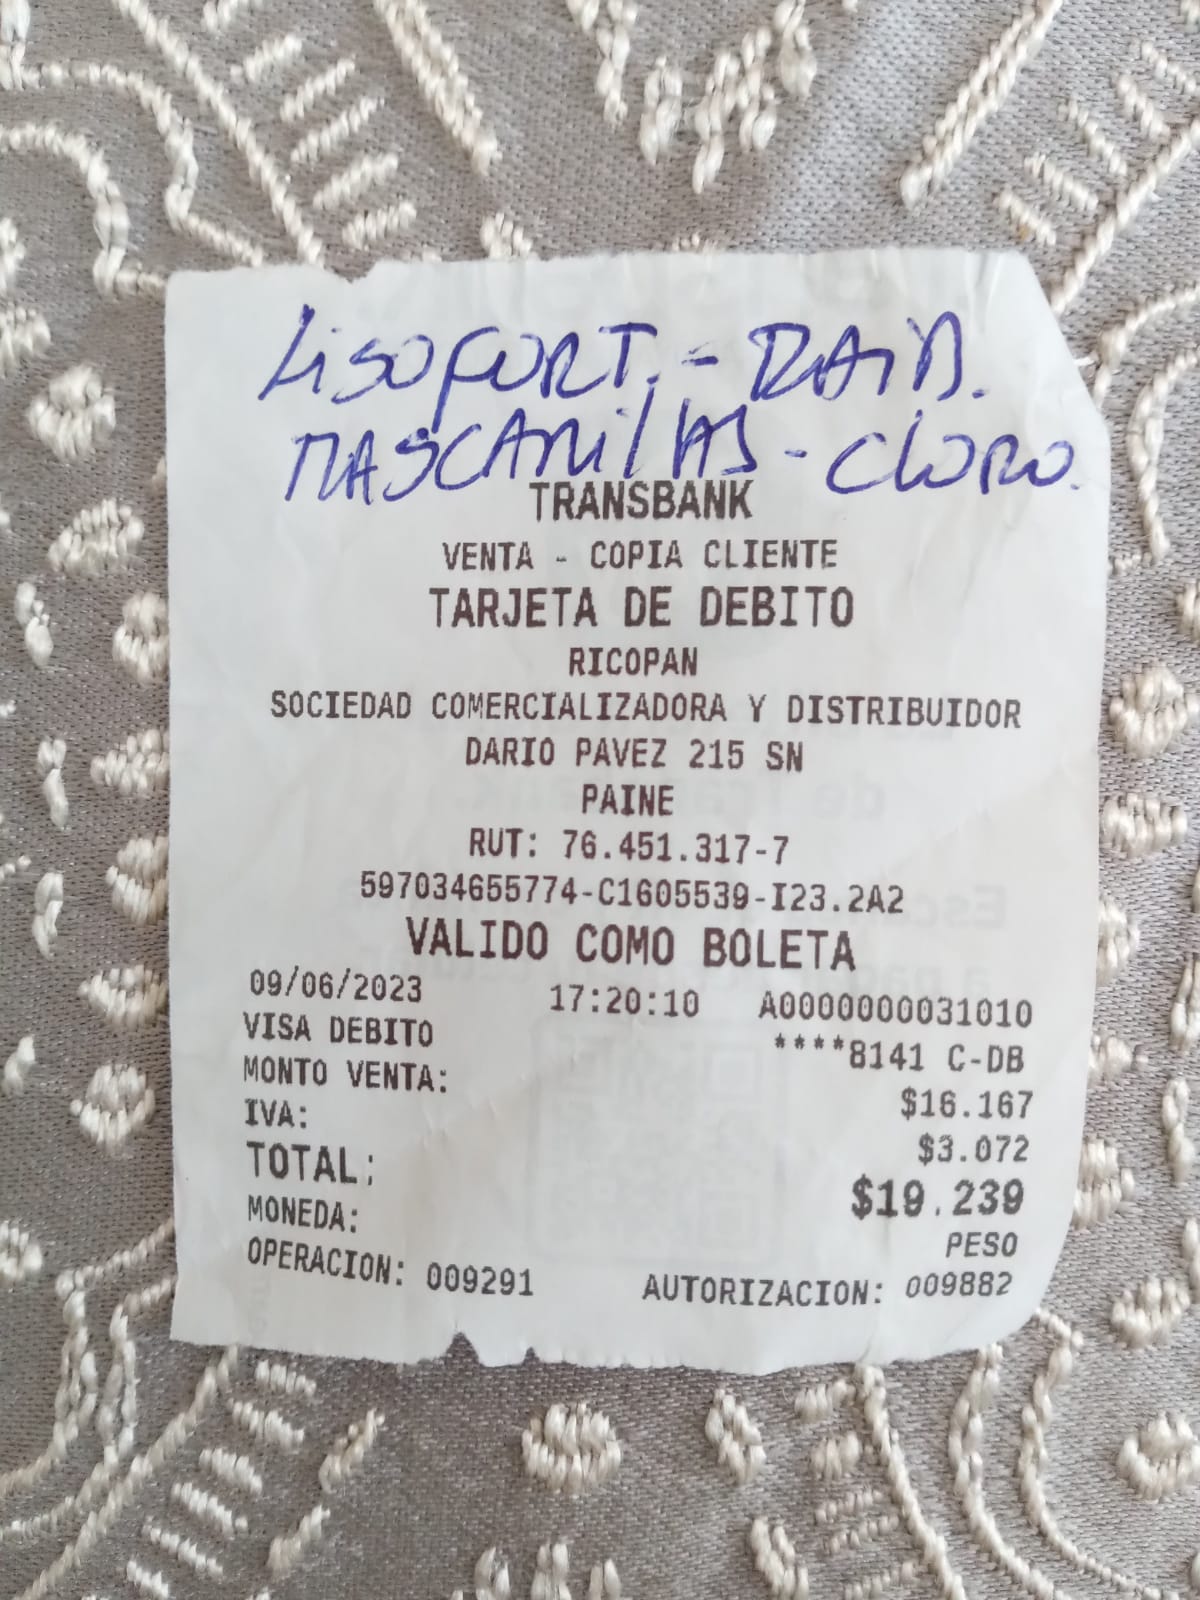 LISOFORT. - RAID.
MASCARILLAS - CLORO.
TRANSBANK
VENTA - COPIA CLIENTE
TARJETA DE DEBITO
RICOPAN
SOCIEDAD COMERCIALIZADORA Y DISTRIBUIDOR
DARIO PAVEZ 215 SN
PAINE
RUT: 76.451.317-7
597034655774-C1605539-I23.2A2
VALIDO COMO BOLETA
09/06/2023 17:20:10 A0000000031010
VISA DEBITO ****8141 C-DB
MONTO VENTA: $16.167
IVA: $3.072
TOTAL: $19.239
MONEDA: PESO
OPERACION: 009291 AUTORIZACION: 009882